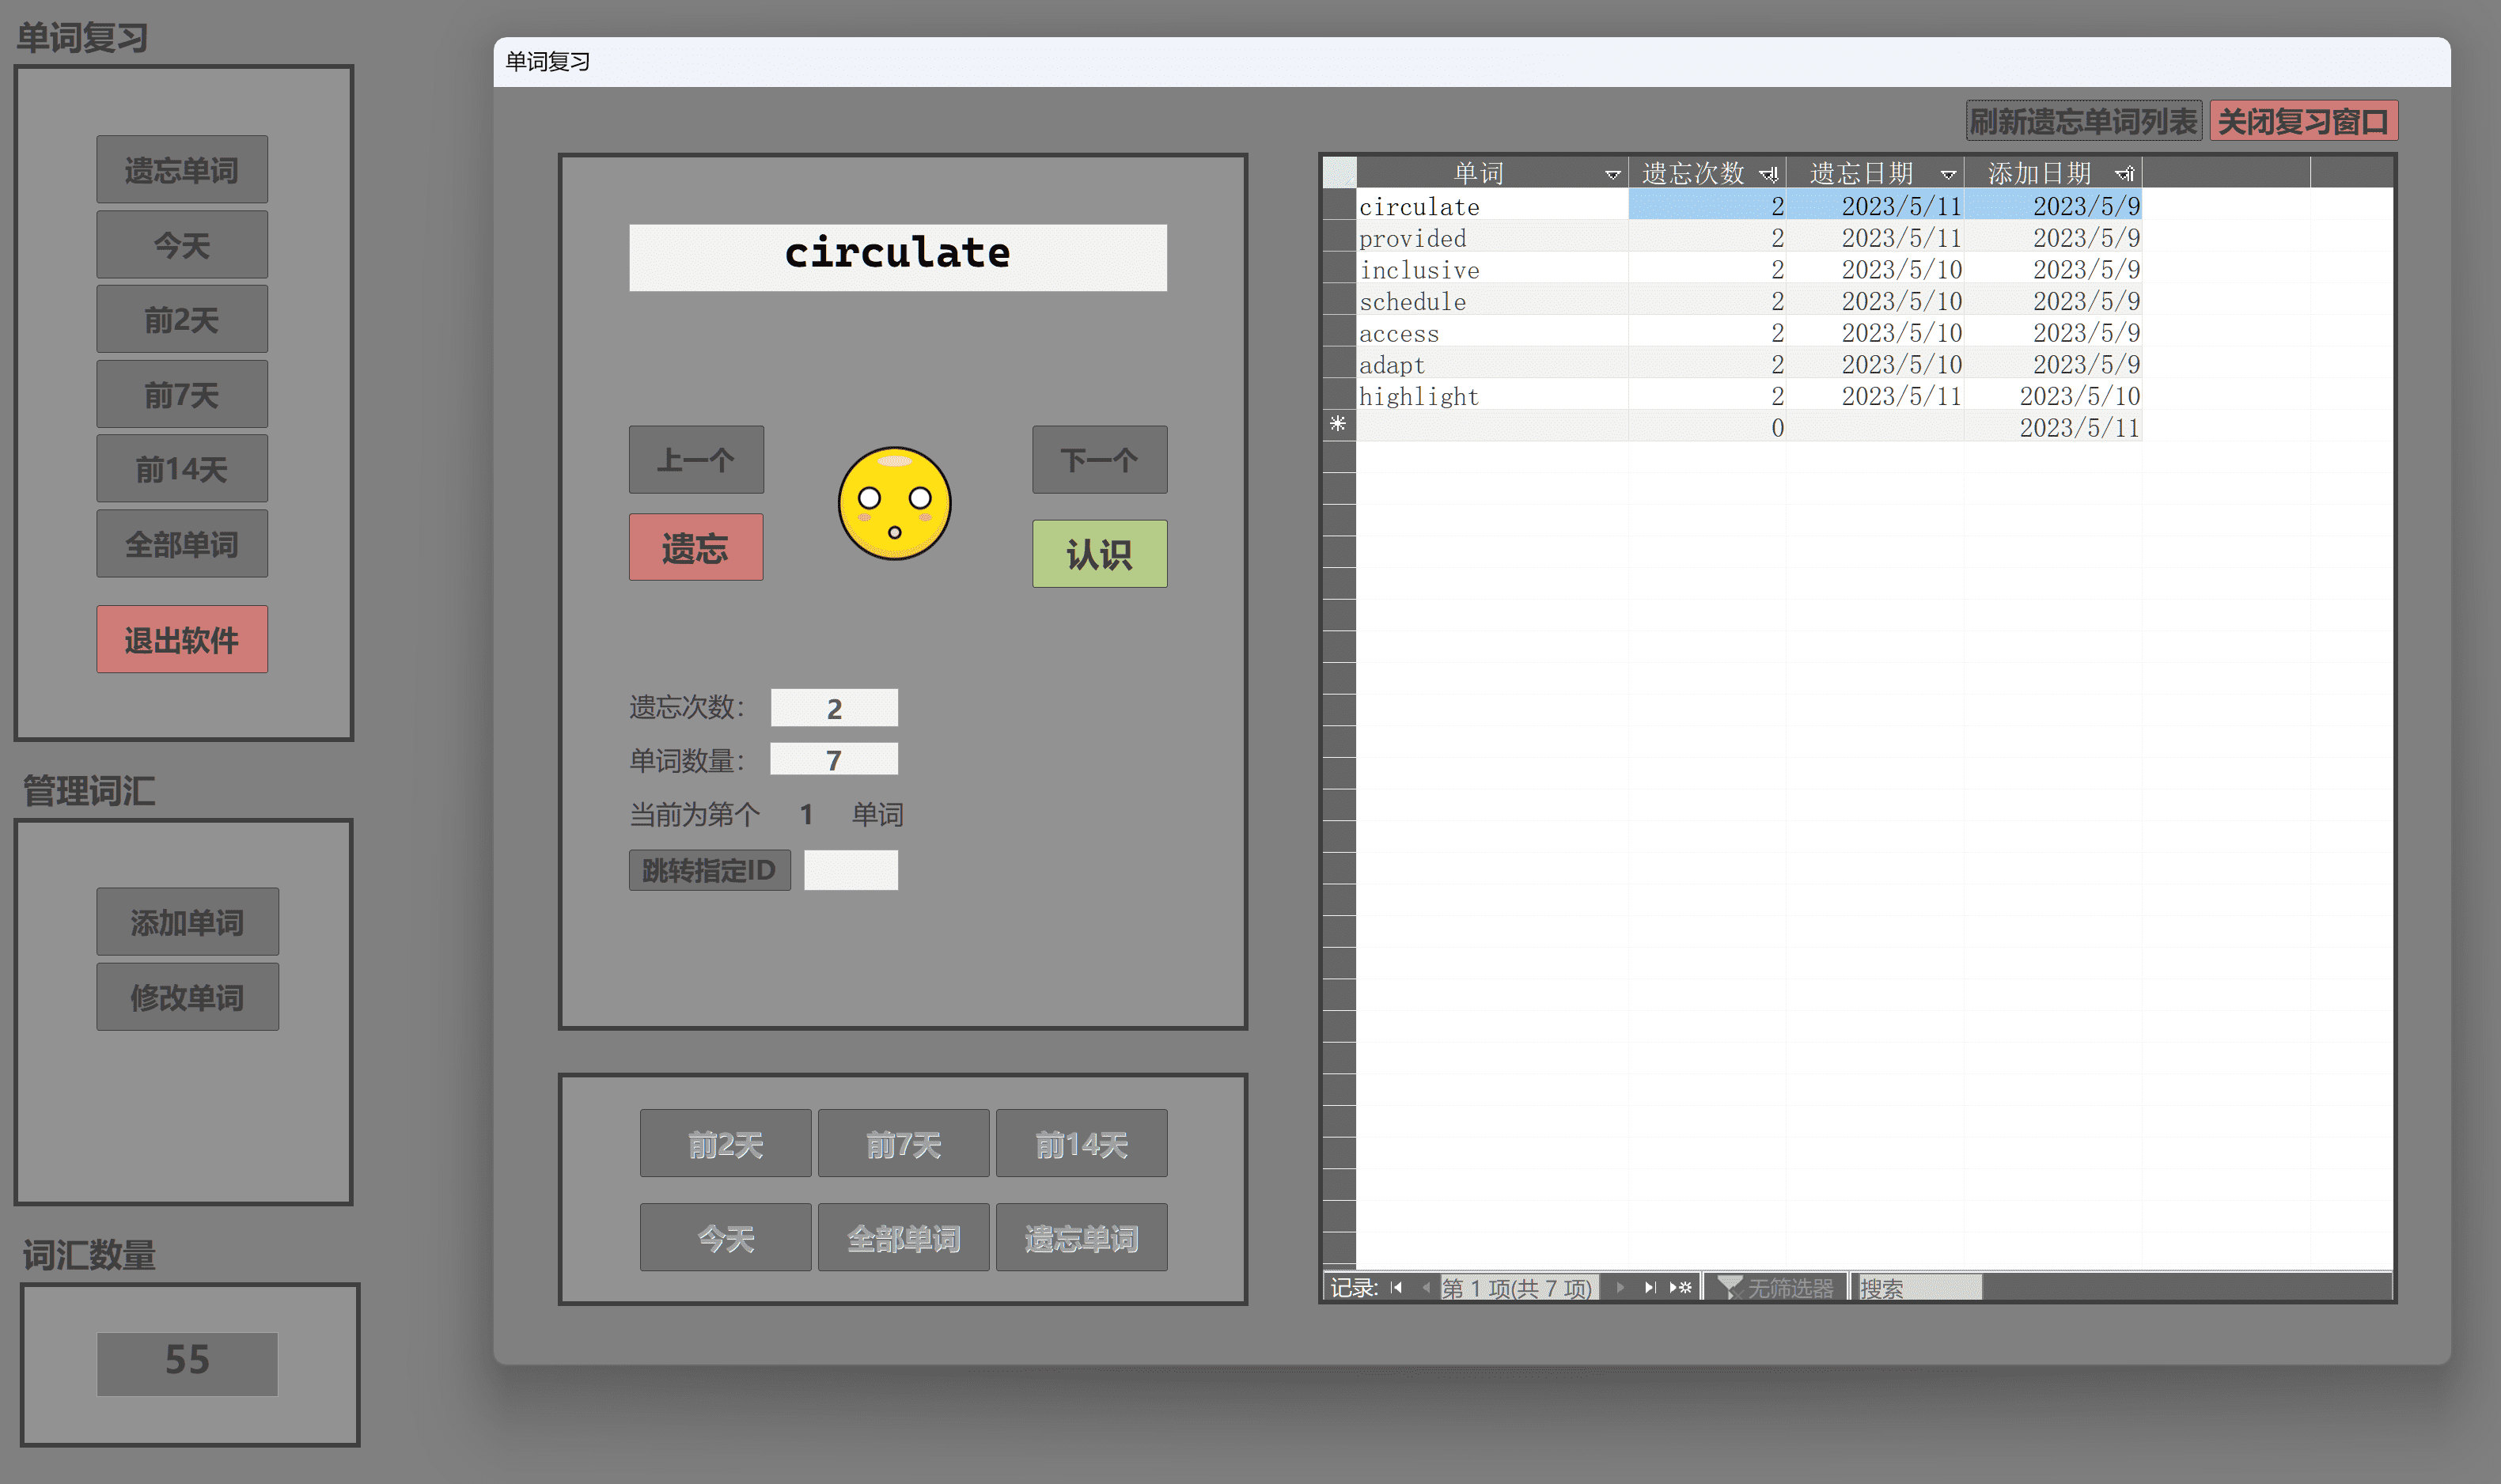 单词复习
遗忘单词
今天
前2天
前7天
前14天
全部单词
退出软件
管理词汇
添加单词
修改单词
词汇数量
55
单词复习
刷新遗忘单词列表 关闭复习窗口
circulate
上一个 下一个
遗忘 认识
遗忘次数： 2
单词数量： 7
当前为第个 1 单词
跳转指定ID
前2天 前7天 前14天
今天 全部单词 遗忘单词
单词 遗忘次数 遗忘日期 添加日期
circulate 2 2023/5/11 2023/5/9
provided 2 2023/5/11 2023/5/9
inclusive 2 2023/5/10 2023/5/9
schedule 2 2023/5/10 2023/5/9
access 2 2023/5/10 2023/5/9
adapt 2 2023/5/10 2023/5/9
highlight 2 2023/5/11 2023/5/10
0 2023/5/11
记录: 第 1 项(共 7 项) 无筛选器 搜索